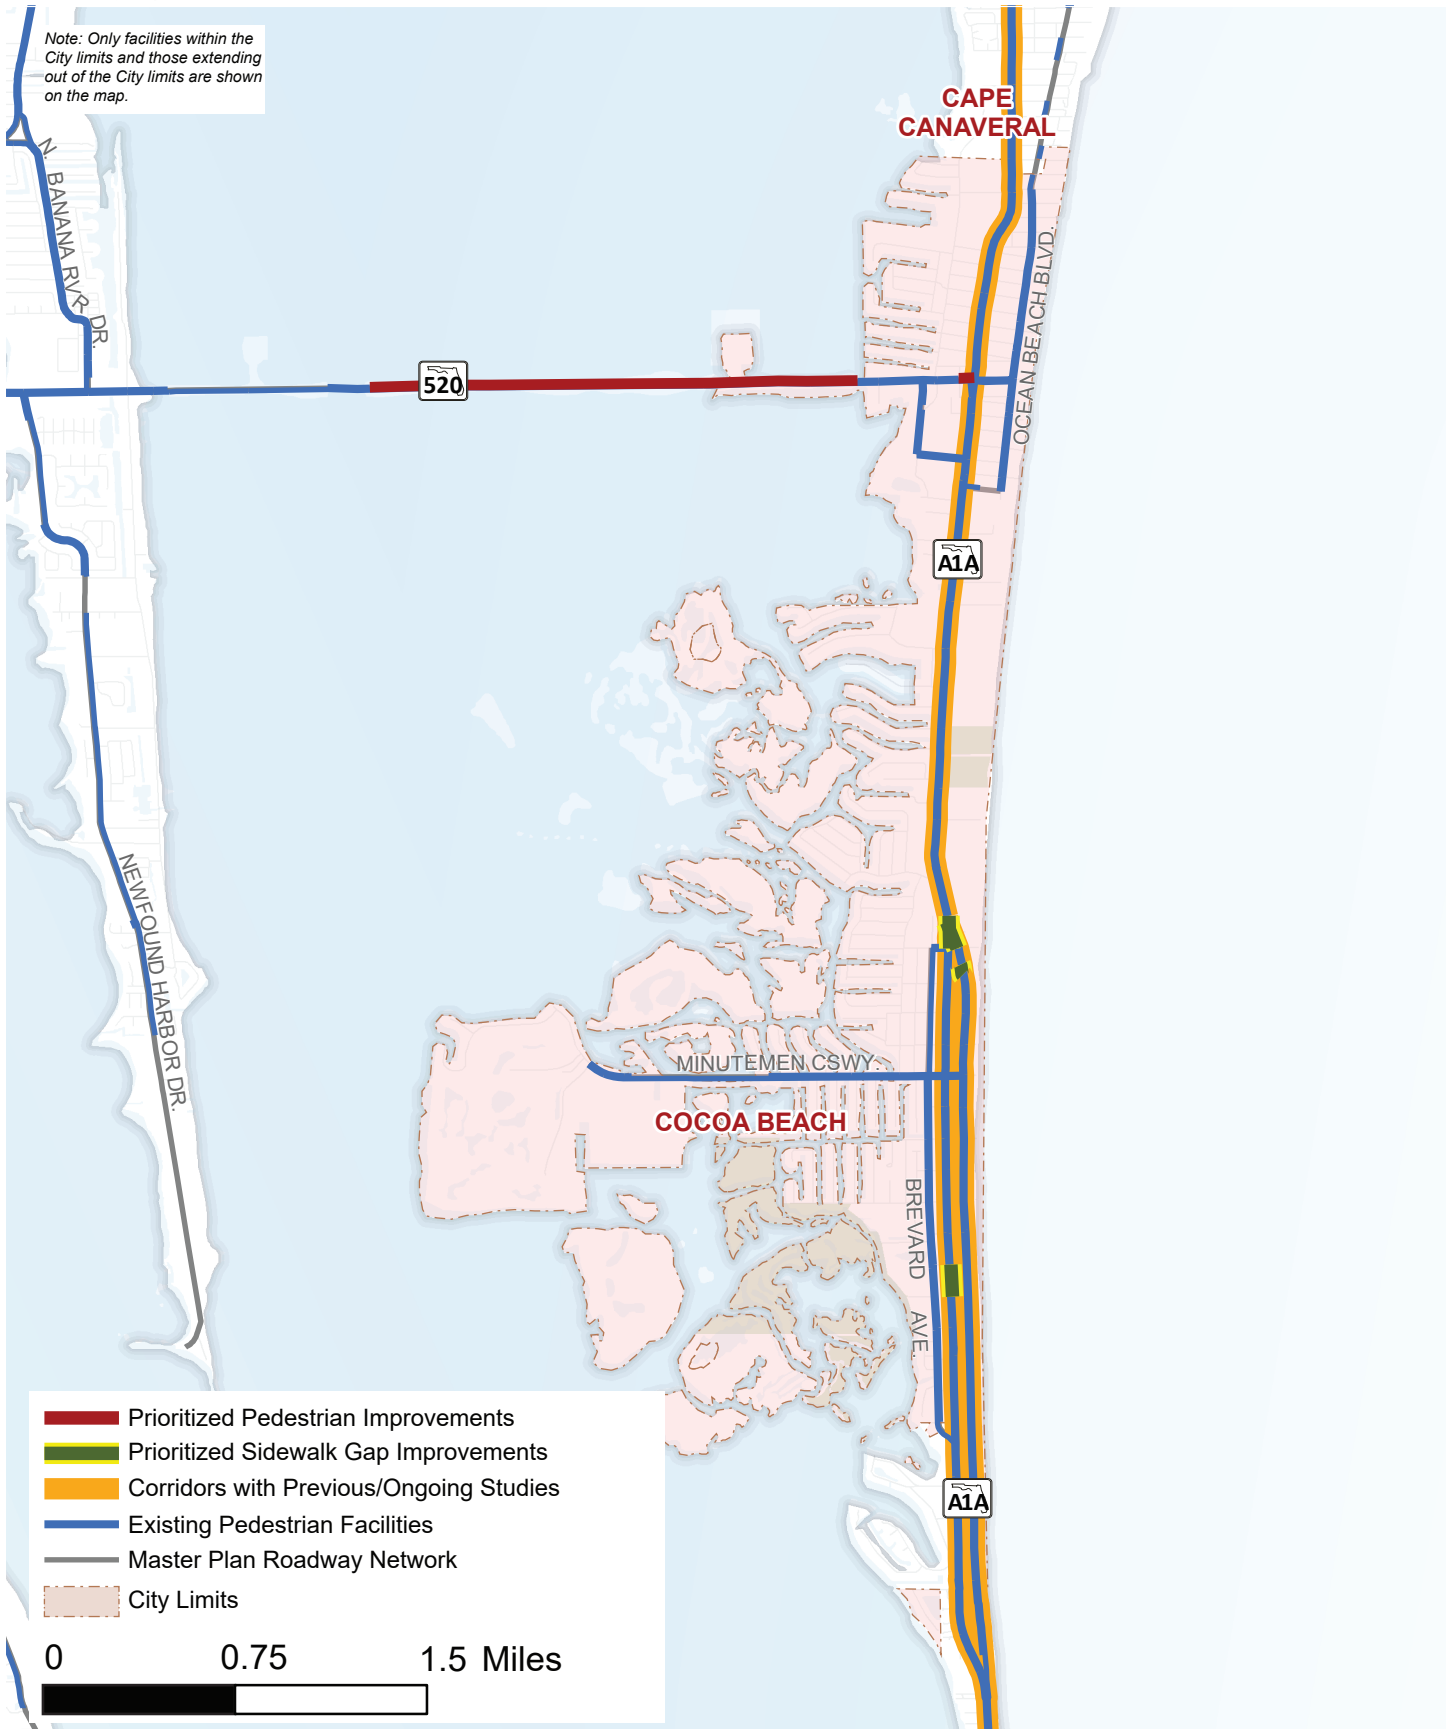 Note: Only facilities within the
City limits and those extending
out of the City limits are shown
on the map.
CAPE
CANAVERAL
N. BANANA RVR. DR.
OCEAN BEACH BLVD.
520
A1A
NEWFOUND HARBOR DR.
MINUTEMEN CSWY.
COCOA BEACH
BREVARD AVE.
A1A
Prioritized Pedestrian Improvements
Prioritized Sidewalk Gap Improvements
Corridors with Previous/Ongoing Studies
Existing Pedestrian Facilities
Master Plan Roadway Network
City Limits
0 0.75 1.5 Miles